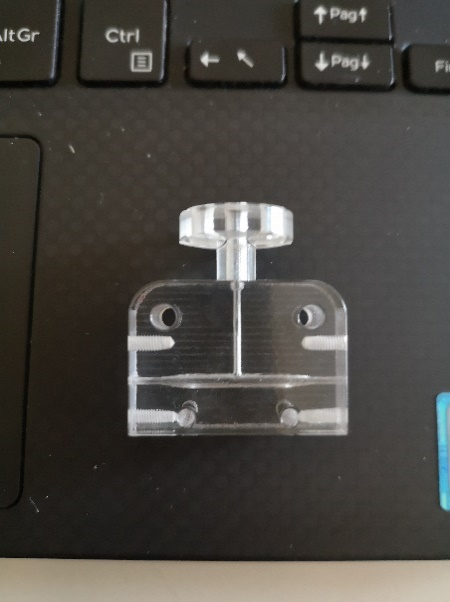 AltGr
Ctrl
← ↖
↑Pag↑
↓Pag↓
Fi